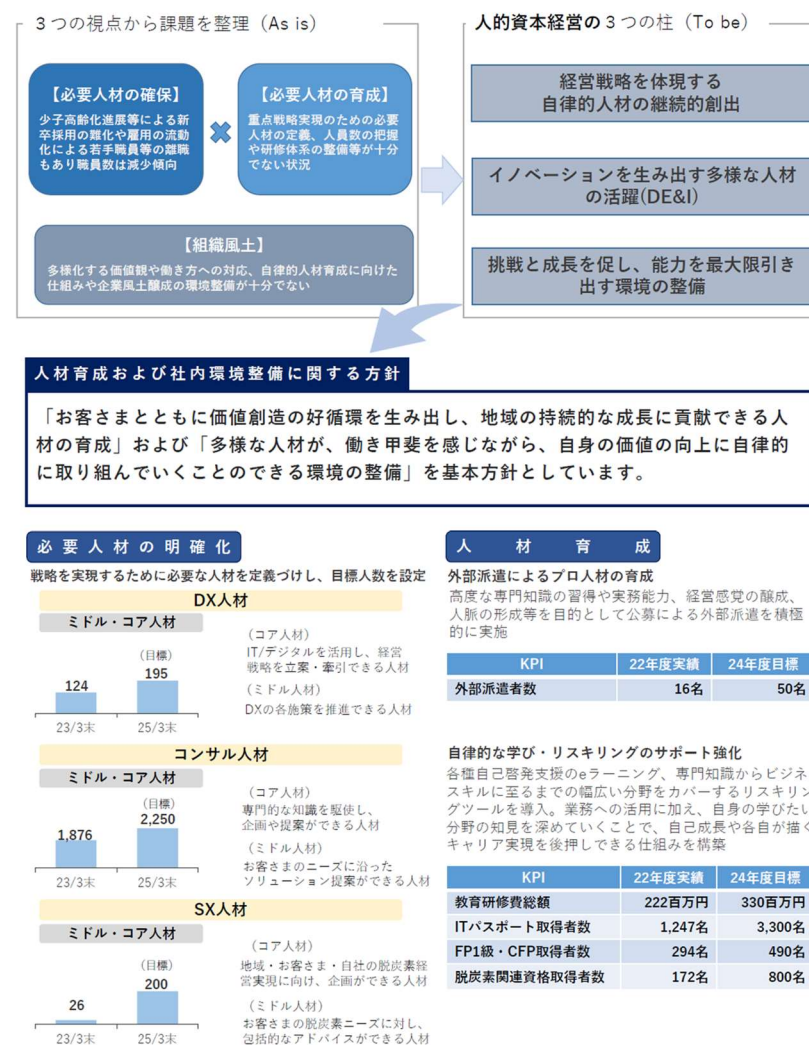 ３つの視点から課題を整理（As is）
【必要人材の確保】
少子高齢化進展等による新
卒採用の難化や雇用の流動
化による若手職員等の離職
もあり職員数は減少傾向
【必要人材の育成】
重点戦略実現のための必要
人材の定義、人員数の把握
や研修体系の整備等が十分
でない状況
【組織風土】
多様化する価値観や働き方への対応、自律的人材育成に向けた
仕組みや企業風土醸成の環境整備が十分でない
人的資本経営の３つの柱（To be）
経営戦略を体現する
自律的人材の継続的創出
イノベーションを生み出す多様な人材
の活躍(DE&I)
挑戦と成長を促し、能力を最大限引き
出す環境の整備
人材育成および社内環境整備に関する方針
「お客さまとともに価値創造の好循環を生み出し、地域の持続的な成長に貢献できる人
材の育成」および「多様な人材が、働き甲斐を感じながら、自身の価値の向上に自律的
に取り組んでいくことのできる環境の整備」を基本方針としています。
必要人材の明確化
戦略を実現するために必要な人材を定義づけし、目標人数を設定
DX人材
ミドル・コア人材
（目標）
124
195
23/3末
25/3末
（コア人材）
IT/デジタルを活用し、経営
戦略を立案・牽引できる人材
（ミドル人材）
DXの各施策を推進できる人材
コンサル人材
ミドル・コア人材
（目標）
1,876
2,250
23/3末
25/3末
（コア人材）
専門的な知識を駆使し、
企画や提案ができる人材
（ミドル人材）
お客さまのニーズに沿った
ソリューション提案ができる人材
SX人材
ミドル・コア人材
（目標）
26
200
23/3末
25/3末
（コア人材）
地域・お客さま・自社の脱炭素経
営実現に向け、企画ができる人材
（ミドル人材）
お客さまの脱炭素ニーズに対し、
包括的なアドバイスができる人材
人材育成
外部派遣によるプロ人材の育成
高度な専門知識の習得や実務能力、経営感覚の醸成、
人脈の形成等を目的として公募による外部派遣を積極
的に実施
KPI 22年度実績 24年度目標
外部派遣者数 16名 50名
自律的な学び・リスキリングのサポート強化
各種自己啓発支援のeラーニング、専門知識からビジネ
スキルに至るまでの幅広い分野をカバーするリスキリン
グツールを導入。業務への活用に加え、自身の学びたい
分野の知見を深めていくことで、自己成長や各自が描く
キャリア実現を後押しできる仕組みを構築
KPI 22年度実績 24年度目標
教育研修費総額 222百万円 330百万円
ITパスポート取得者数 1,247名 3,300名
FP1級・CFP取得者数 294名 490名
脱炭素関連資格取得者数 172名 800名